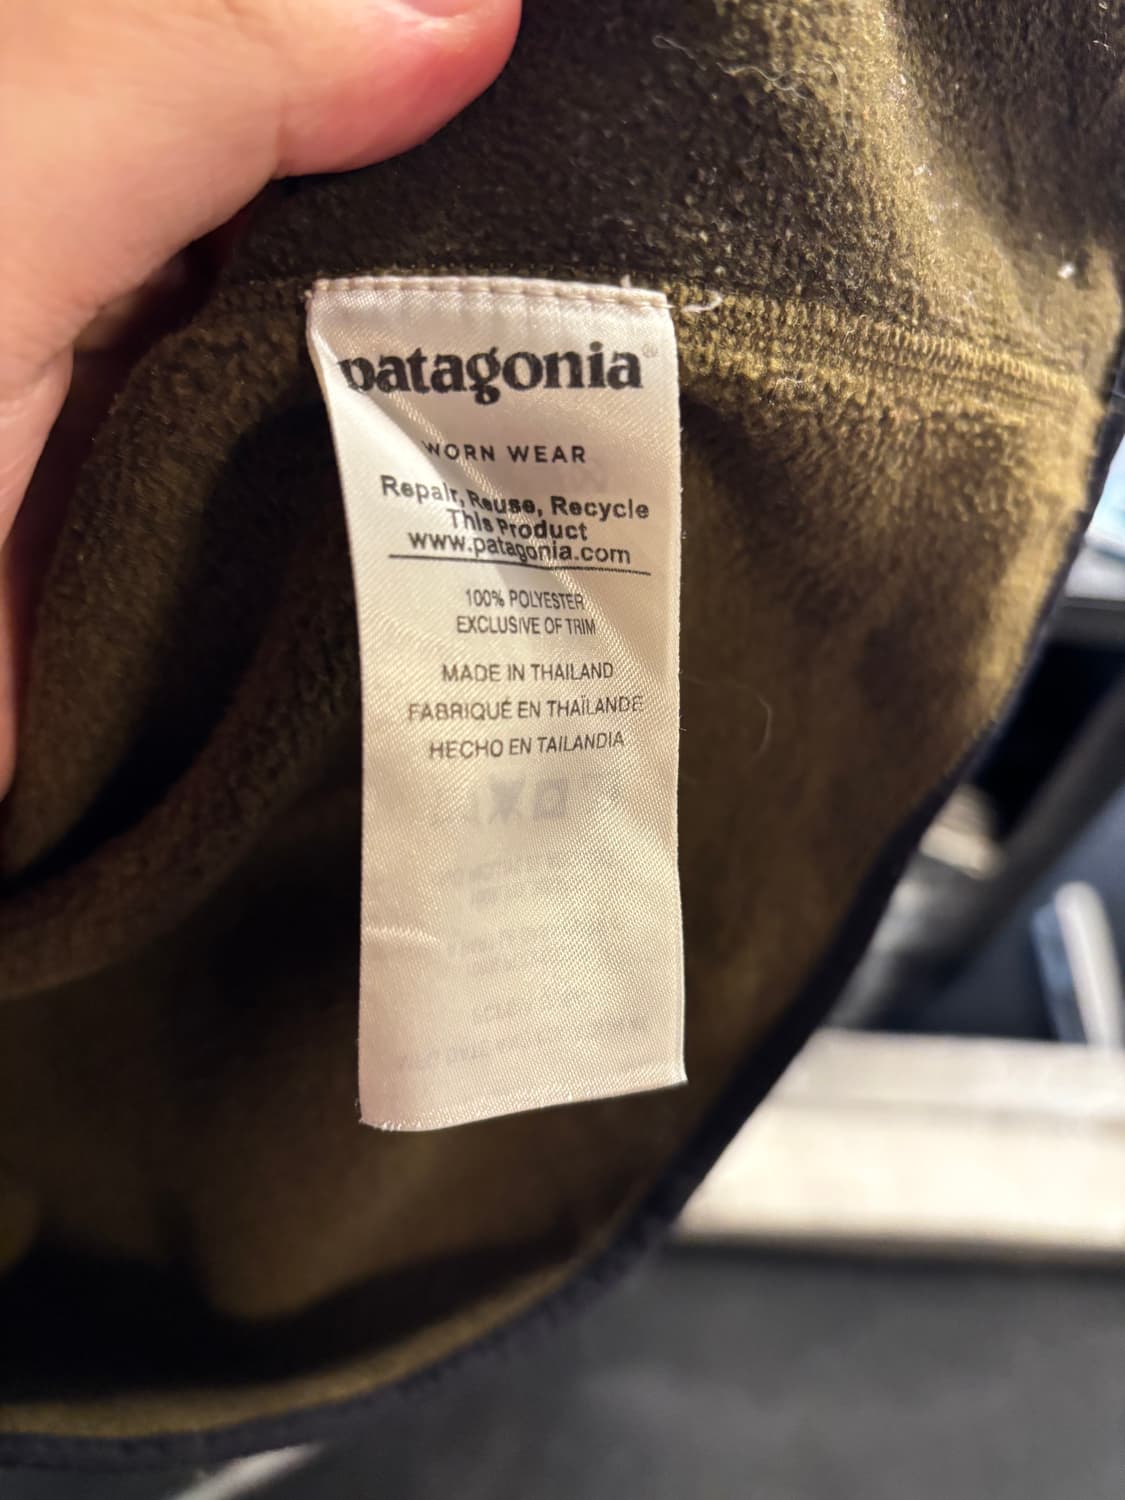 patagonia®
WORN WEAR
Repair, Reuse, Recycle
This Product
www.patagonia.com
100% POLYESTER
EXCLUSIVE OF TRIM
MADE IN THAILAND
FABRIQUÉ EN THAÏLANDE
HECHO EN TAILANDIA